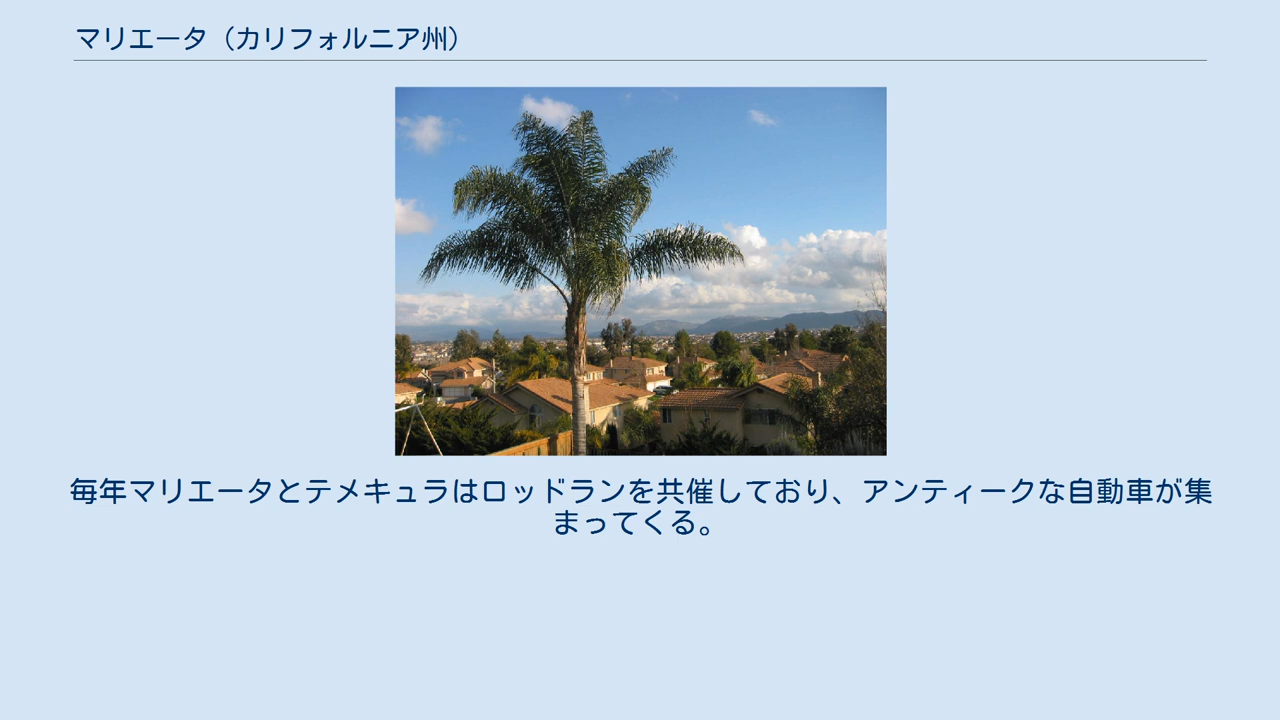 マリエータ（カリフォルニア州）
毎年マリエータとテメキュラはロッドランを共催しており、アンティークな自動車が集
まってくる。